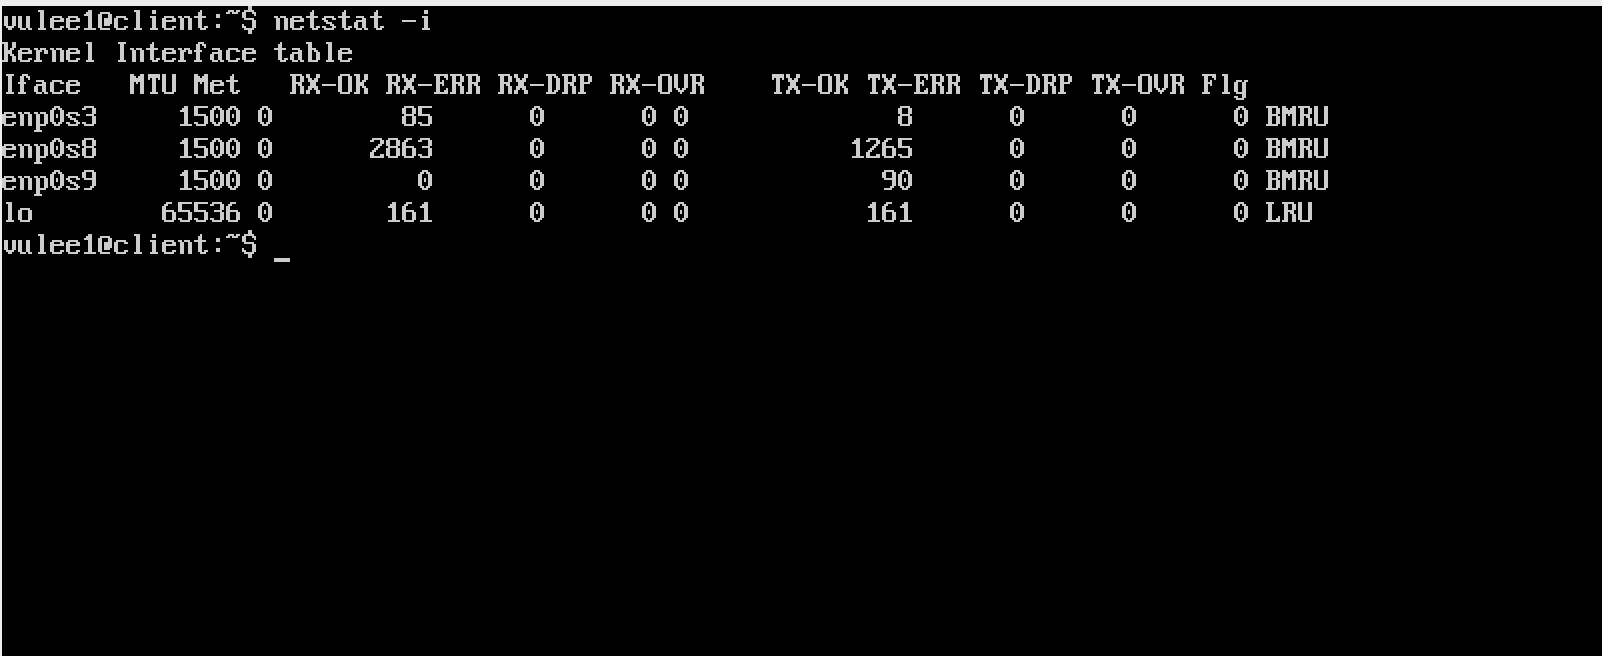 vulee1@client:~$ netstat -i
Kernel Interface table
Iface   MTU Met   RX-OK RX-ERR RX-DRP RX-OVR    TX-OK TX-ERR TX-DRP TX-OVR Flg
enp0s3     1500 0        85      0      0 0             8      0      0      0 BMRU
enp0s8     1500 0      2863      0      0 0          1265      0      0      0 BMRU
enp0s9     1500 0         0      0      0 0            90      0      0      0 BMRU
lo        65536 0       161      0      0 0           161      0      0      0 LRU
vulee1@client:~$ _